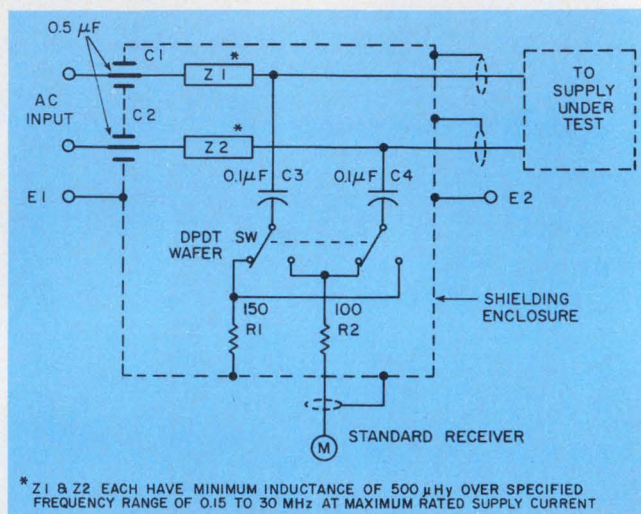 0.5 µF
C1
*
Z1
AC
INPUT
C2
*
Z2
TO
SUPPLY
UNDER
TEST
0.1µF C3
0.1µF C4
E1
E2
DPDT SW
WAFER
150
R1
100
R2
SHIELDING
ENCLOSURE
M
STANDARD RECEIVER
* Z1 & Z2 EACH HAVE MINIMUM INDUCTANCE OF 500 µHy OVER SPECIFIED
FREQUENCY RANGE OF 0.15 TO 30 MHz AT MAXIMUM RATED SUPPLY CURRENT